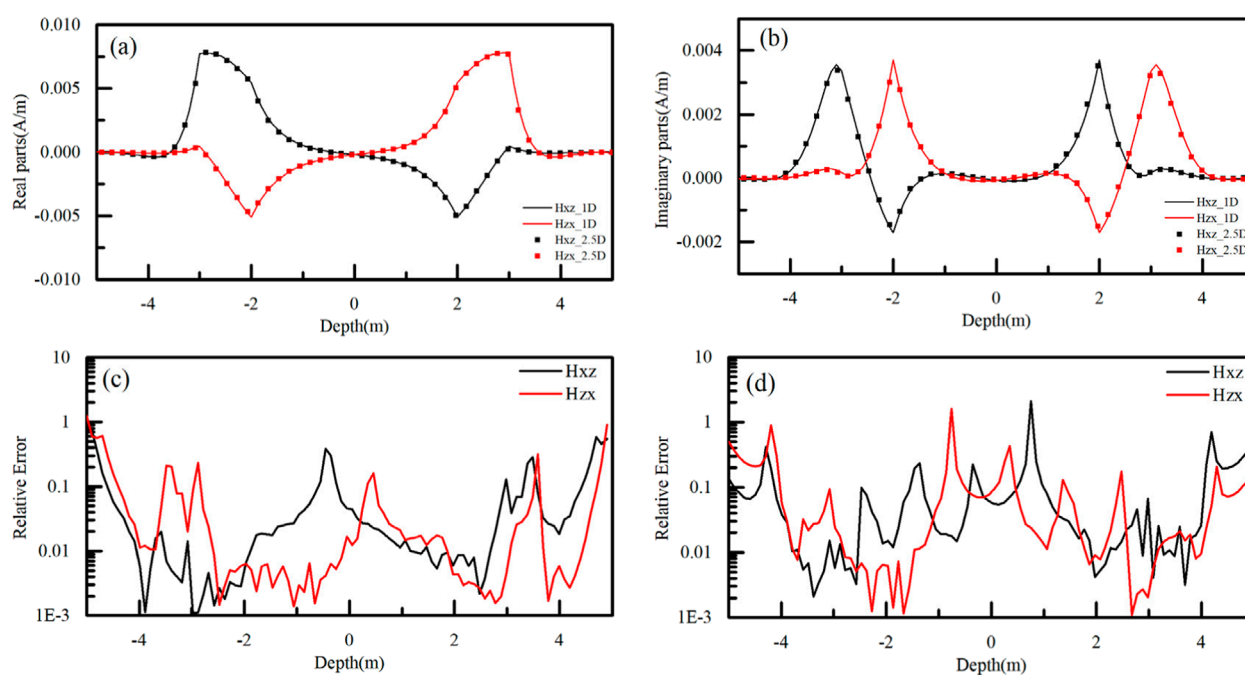 (a)
0.010
0.005
0.000
-0.005
-0.010
Real parts(A/m)
Hxz_1D
Hzx_1D
Hxz_2.5D
Hzx_2.5D
-4
-2
0
2
4
Depth(m)
(b)
0.004
0.002
0.000
-0.002
Imaginary parts(A/m)
Hxz_1D
Hzx_1D
Hxz_2.5D
Hzx_2.5D
-4
-2
0
2
4
Depth(m)
(c)
10
1
0.1
0.01
1E-3
Relative Error
Hxz
Hzx
-4
-2
0
2
4
Depth(m)
(d)
10
1
0.1
0.01
1E-3
Relative Error
Hxz
Hzx
-4
-2
0
2
4
Depth(m)